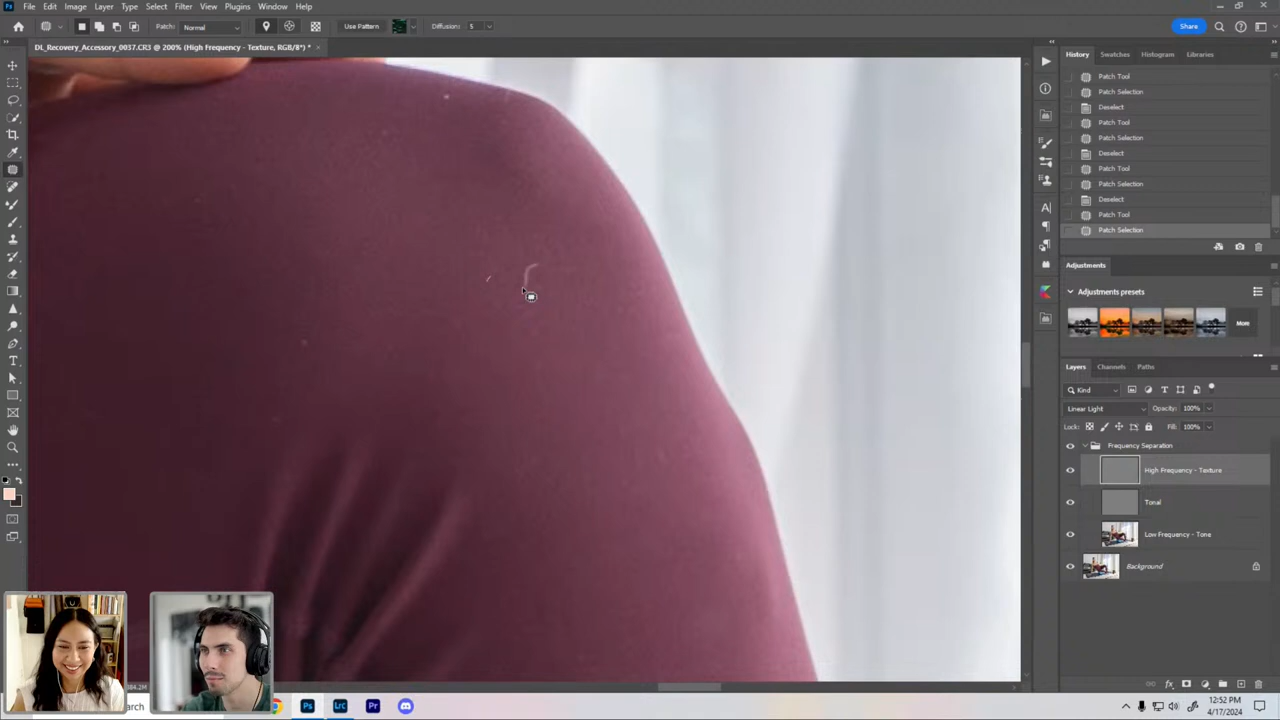 File Edit Image Layer Type Select Filter View Plugins Window Help
Patch: Normal Use Pattern Diffusion: 5 Share
DL_Recovery_Accessory_0037.CR3 @ 200% (High Frequency - Texture, RGB/8*) *
History Swatches Histogram Libraries
Patch Tool
Patch Selection
Deselect
Patch Tool
Patch Selection
Deselect
Patch Tool
Patch Selection
Deselect
Patch Tool
Patch Selection
Adjustments
Adjustments presets
More
Layers Channels Paths
Kind
Linear Light Opacity: 100%
Lock: Fill: 100%
Frequency Separation
High Frequency - Texture
Tonal
Low Frequency - Tone
Background
Ps LrC Pr
12:52 PM
4/17/2024